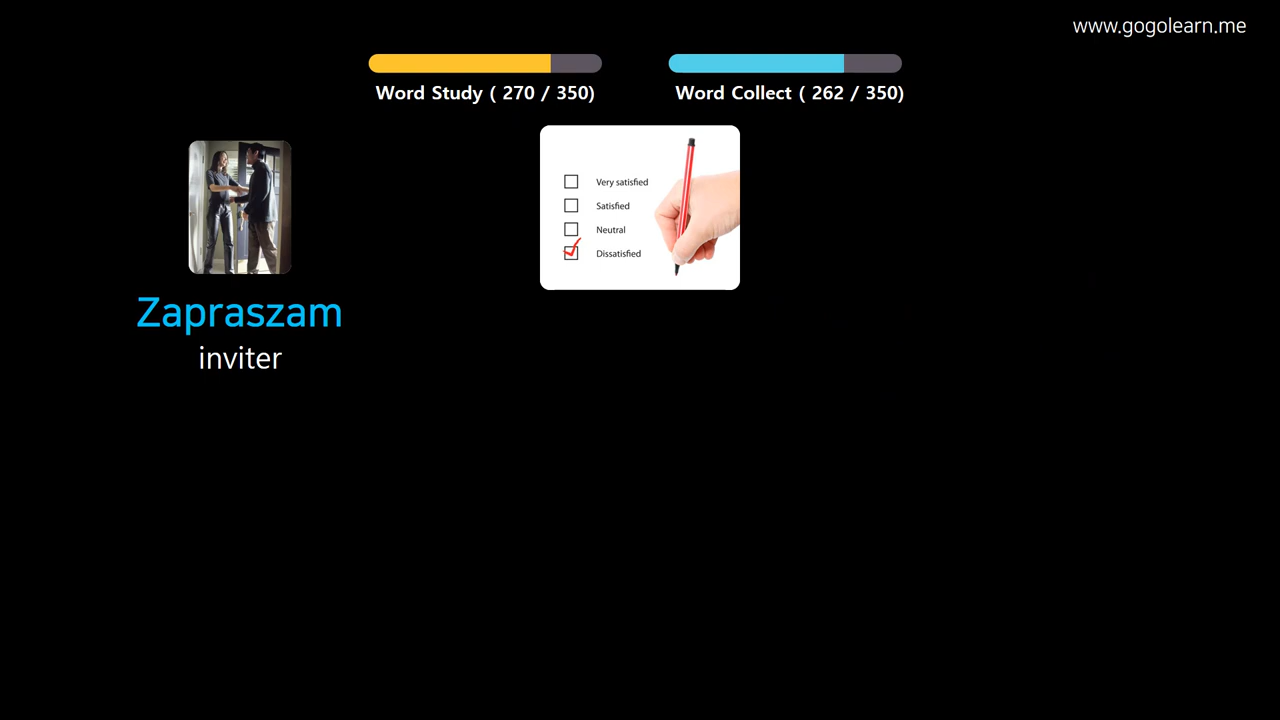 www.gogolearn.me
Word Study ( 270 / 350)
Word Collect ( 262 / 350)
Very satisfied
Satisfied
Neutral
Dissatisfied
Zapraszam
inviter